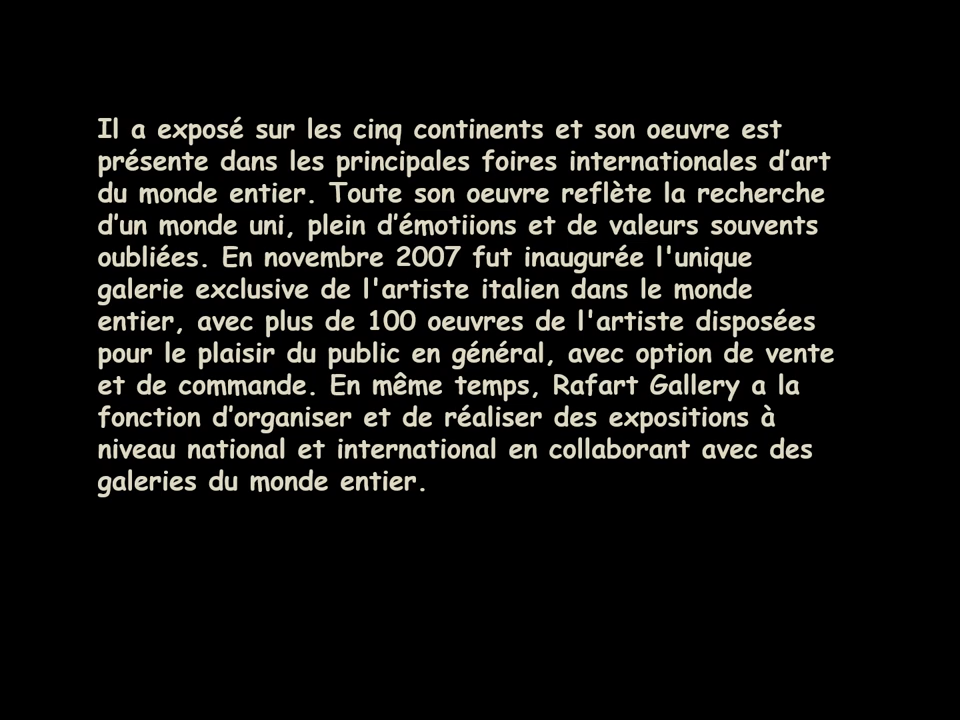 Il a exposé sur les cinq continents et son oeuvre est
présente dans les principales foires internationales d’art
du monde entier. Toute son oeuvre reflète la recherche
d’un monde uni, plein d’émotiions et de valeurs souvents
oubliées. En novembre 2007 fut inaugurée l'unique
galerie exclusive de l'artiste italien dans le monde
entier, avec plus de 100 oeuvres de l'artiste disposées
pour le plaisir du public en général, avec option de vente
et de commande. En même temps, Rafart Gallery a la
fonction d’organiser et de réaliser des expositions à
niveau national et international en collaborant avec des
galeries du monde entier.